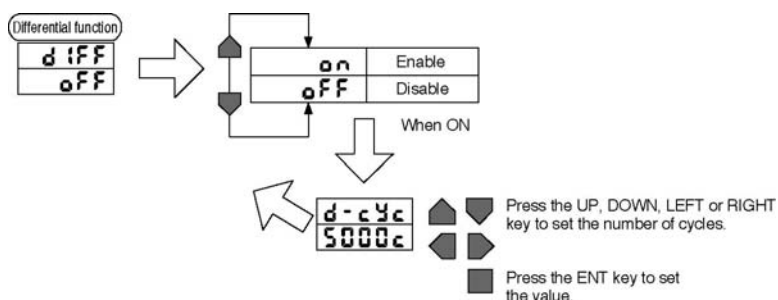 Differential function
dIFF
oFF
on Enable
oFF Disable
When ON
d-cYc
5000c
Press the UP, DOWN, LEFT or RIGHT
key to set the number of cycles.
Press the ENT key to set
the value.